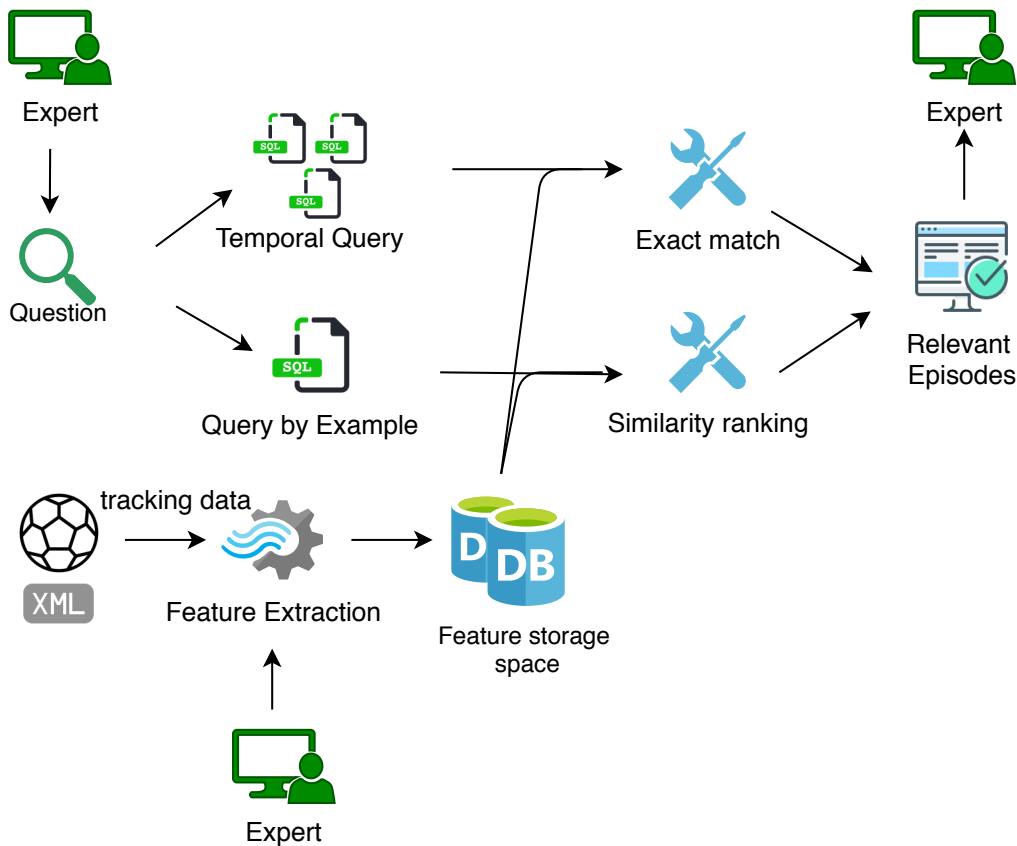 Expert
Expert
SQL
SQL
SQL
Temporal Query
Exact match
Question
SQL
Relevant
Episodes
Query by Example
Similarity ranking
tracking data
XML
D
DB
Feature Extraction
Feature storage
space
Expert